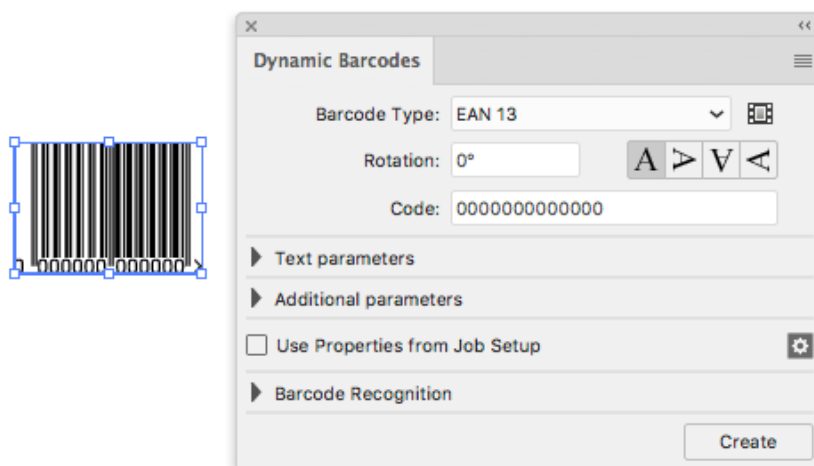 Dynamic Barcodes
Barcode Type: EAN 13
Rotation: 0° A A A A
Code: 0000000000000
Text parameters
Additional parameters
Use Properties from Job Setup
Barcode Recognition
Create
000000 000000 >